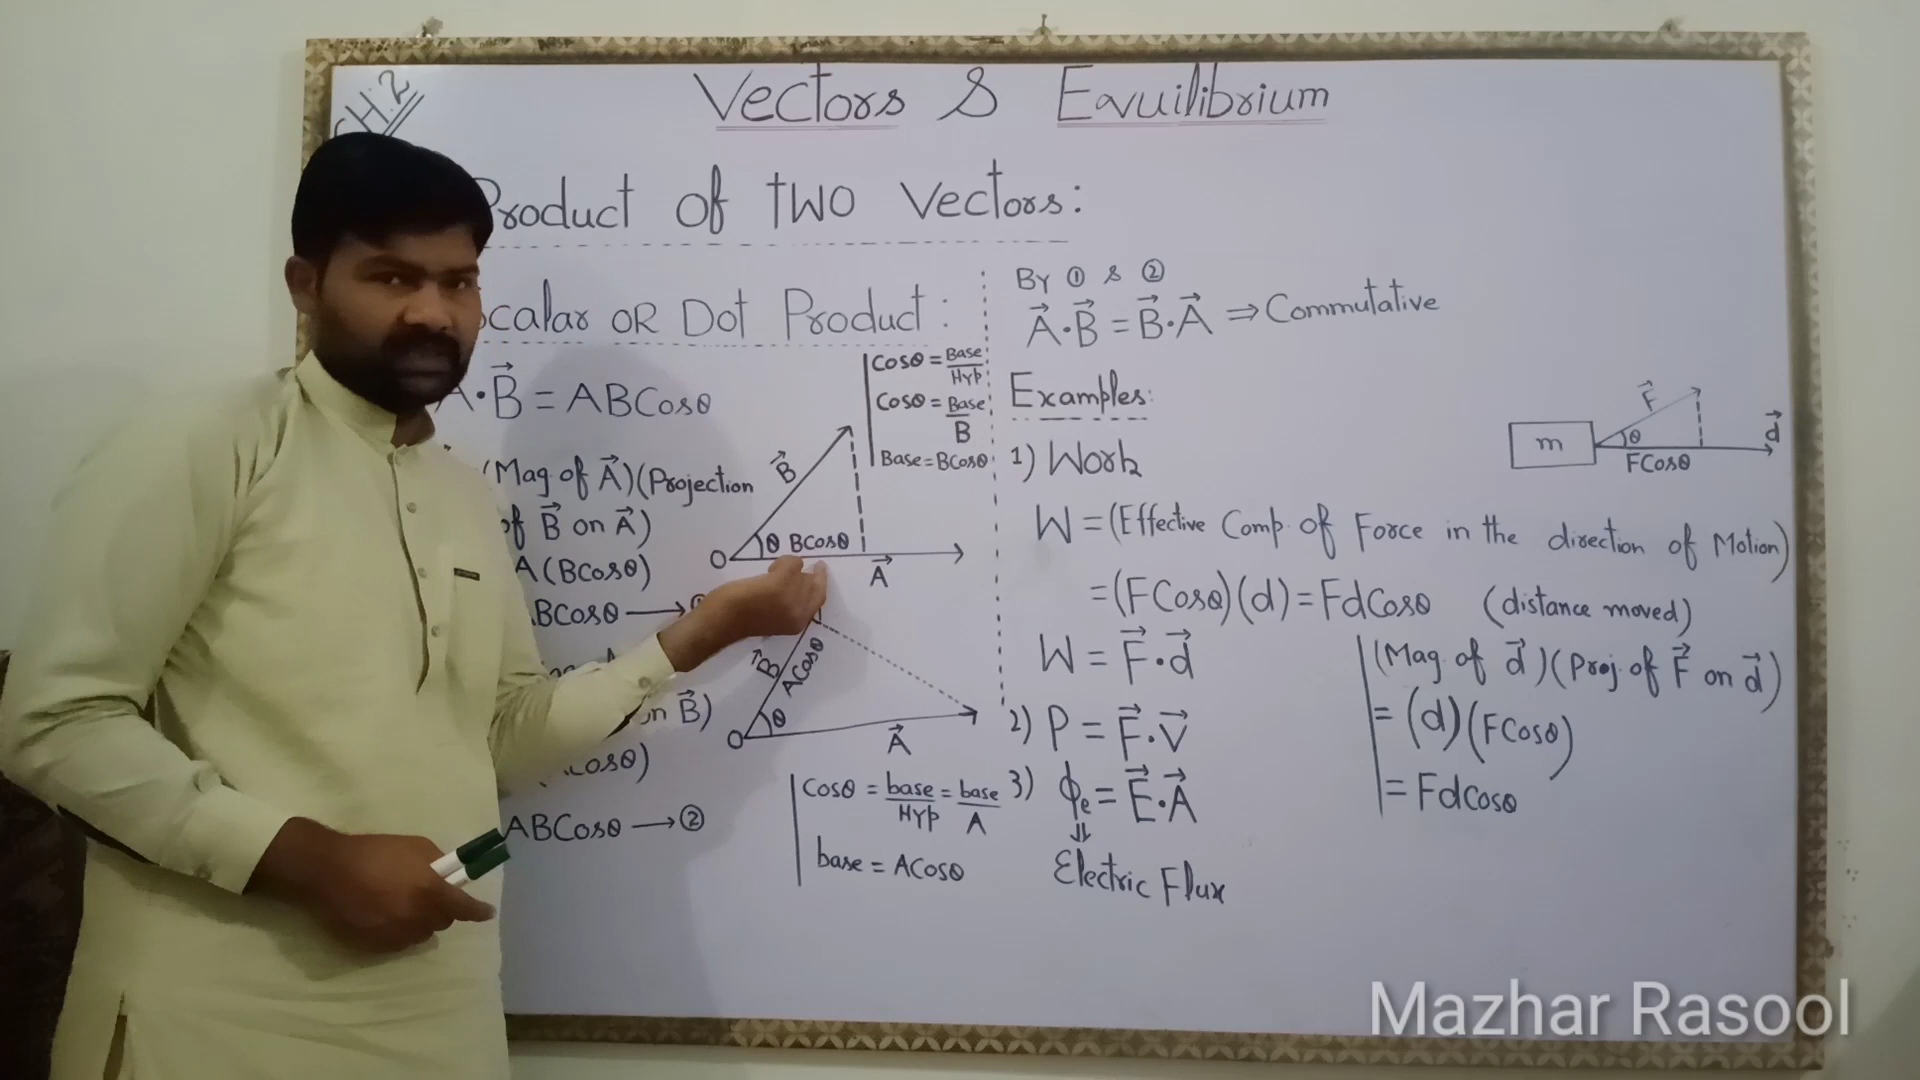 CH:2
Vectors & Equilibrium
Product of two Vectors:
Scalar OR Dot Product:
A⃗·B⃗ = ABCosθ
(Mag. of A⃗)(Projection
of B⃗ on A⃗)
A(BCosθ)
ABCosθ ⟶ ①
on B⃗)
Cosθ)
ABCosθ ⟶ ②
Cosθ = Base/Hyp
Cosθ = Base/B
Base = BCosθ
B⃗
O θ BCosθ
A⃗
B⃗ ACosθ
O θ
A⃗
Cosθ = base/Hyp = base/A
base = ACosθ
By ① & ②
A⃗·B⃗ = B⃗·A⃗ ⇒ Commutative
Examples:
1) Work
m θ F⃗ d⃗
FCosθ
W = (Effective Comp. of Force in the direction of Motion)
= (FCosθ)(d) = FdCosθ (distance moved)
W = F⃗·d⃗
2) P = F⃗·V⃗
3) ϕe = E⃗·A⃗
⇓
Electric Flux
(Mag. of d⃗)(Proj. of F⃗ on d⃗)
= (d)(FCosθ)
= FdCosθ
Mazhar Rasool